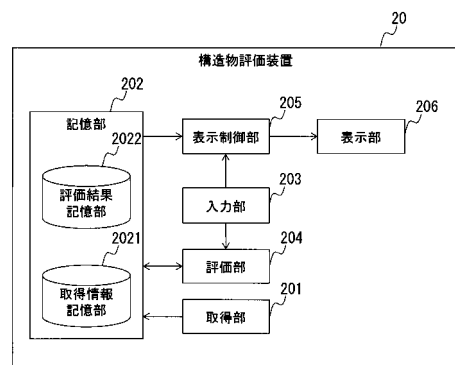 20
構造物評価装置
202
記憶部
2022
評価結果
記憶部
2021
取得情報
記憶部
205
表示制御部
206
表示部
203
入力部
204
評価部
201
取得部